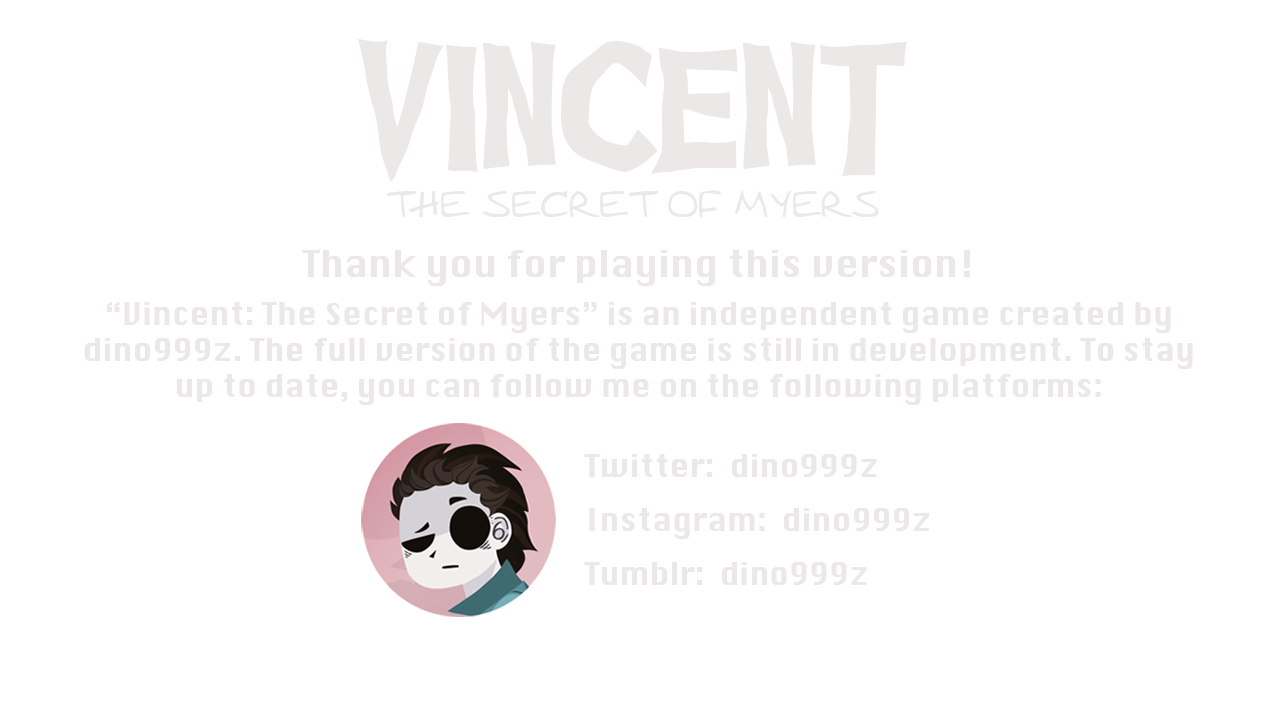 VINCENT
THE SECRET OF MYERS
Thank you for playing this version!
“Vincent: The Secret of Myers” is an independent game created by
dino999z. The full version of the game is still in development. To stay
up to date, you can follow me on the following platforms:
Twitter: dino999z
Instagram: dino999z
Tumblr: dino999z